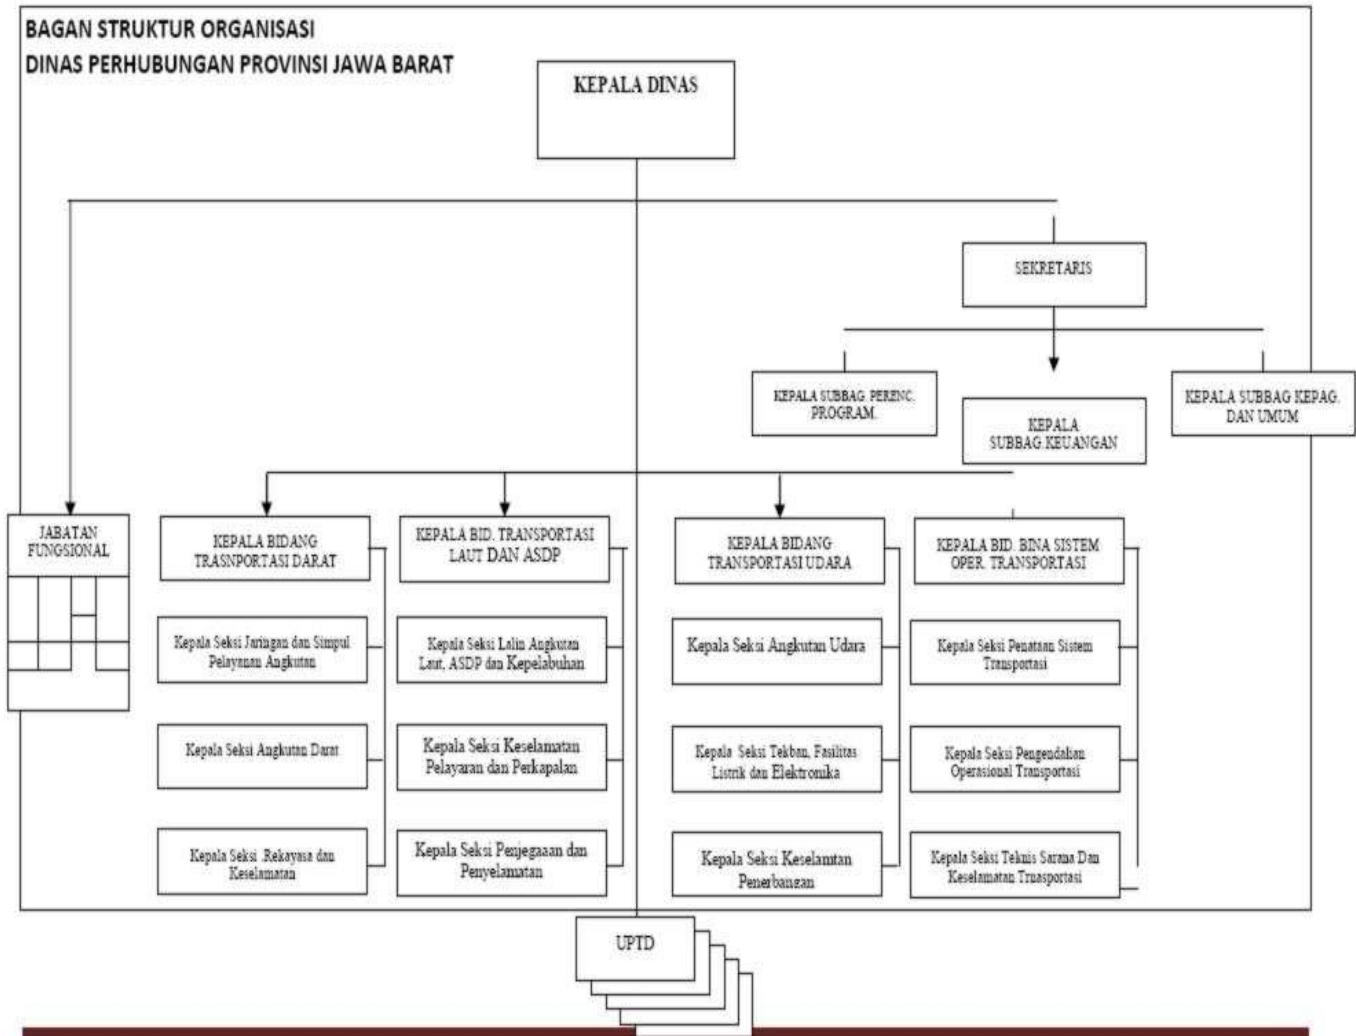 BAGAN STRUKTUR ORGANISASI
DINAS PERHUBUNGAN PROVINSI JAWA BARAT
KEPALA DINAS
SEKRETARIS
KEPALA SUBBAG. PERENC.
PROGRAM.
KEPALA
SUBBAG.KEUANGAN
KEPALA SUBBAG KEPAG.
DAN UMUM
JABATAN
FUNGSIONAL
KEPALA BIDANG
TRASNPORTASI DARAT
KEPALA BID. TRANSPORTASI
LAUT DAN ASDP
KEPALA BIDANG
TRANSPORTASI UDARA
KEPALA BID. BINA SISTEM
OPER. TRANSPORTASI
Kepala Seksi Jaringan dan Simpul
Pelayanan Angkutan
Kepala Seksi Lalin Angkutan
Laut, ASDP dan Kepelabuhan
Kepala Seksi Angkutan Udara
Kepala Seksi Penataan Sistem
Transportasi
Kepala Seksi Angkutan Darat
Kepala Seksi Keselamatan
Pelayaran dan Perkapalan
Kepala Seksi Tekban, Fasilitas
Listrik dan Elektronika
Kepala Seksi Pengendalian
Operasional Transportasi
Kepala Seksi .Rekayasa dan
Keselamatan
Kepala Seksi Penjegaaan dan
Penyelamatan
Kepala Seksi Keselamtan
Penerbangan
Kepala Seksi Teknis Sarana Dan
Keselamatan Truasportasi
UPTD